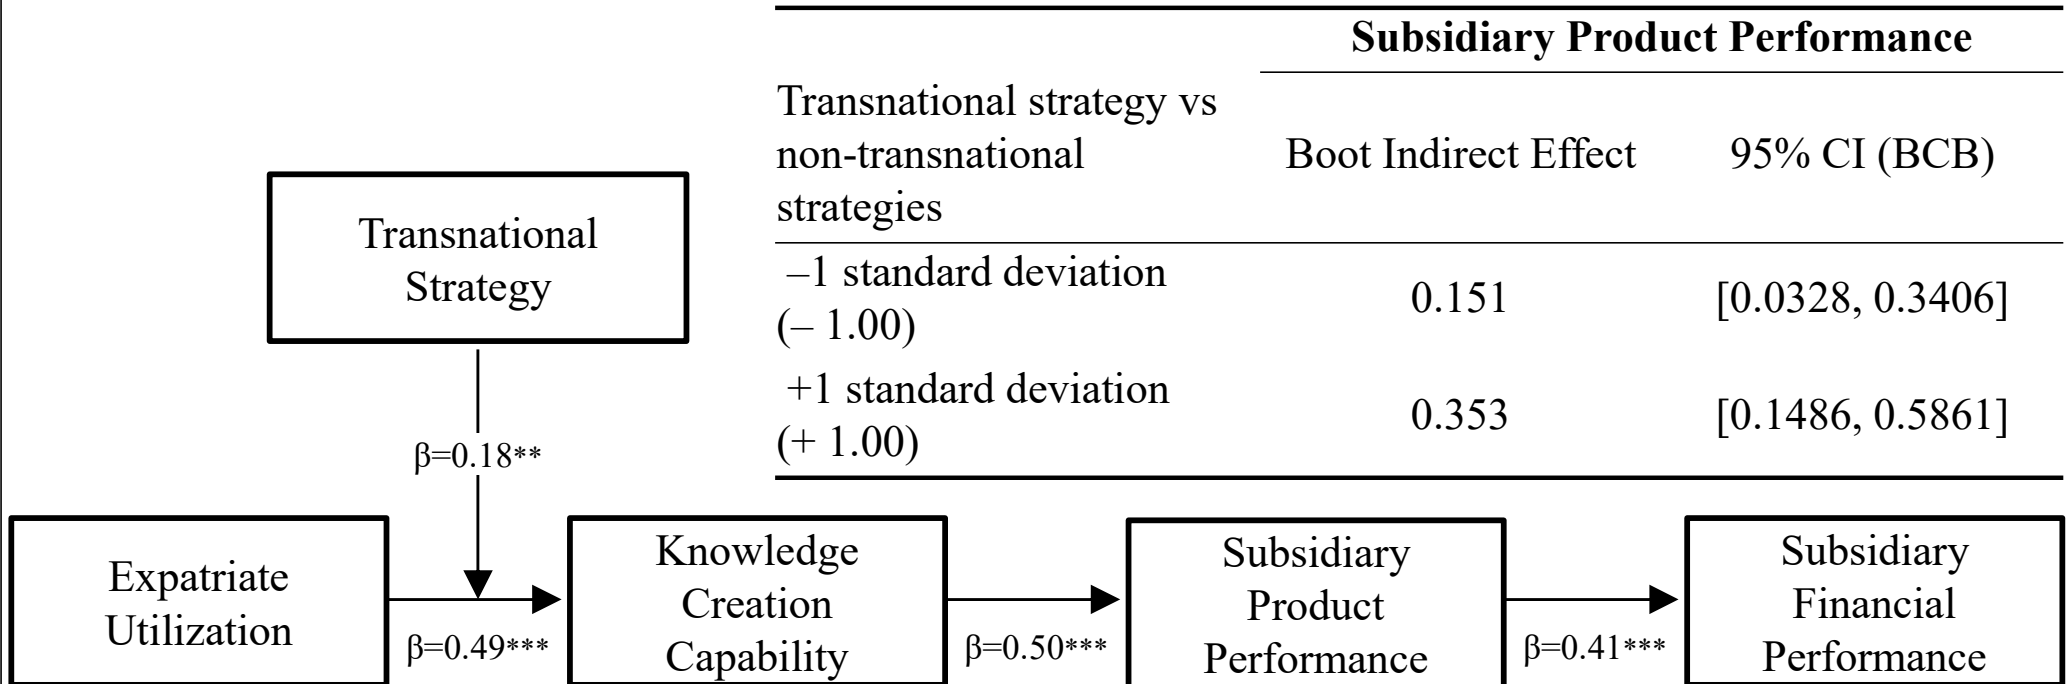 Subsidiary Product Performance
Transnational strategy vs
non-transnational
strategies
Boot Indirect Effect
95% CI (BCB)
–1 standard deviation
(– 1.00)
0.151
[0.0328, 0.3406]
+1 standard deviation
(+ 1.00)
0.353
[0.1486, 0.5861]
Transnational
Strategy
β=0.18**
Expatriate
Utilization
β=0.49***
Knowledge
Creation
Capability
β=0.50***
Subsidiary
Product
Performance
β=0.41***
Subsidiary
Financial
Performance